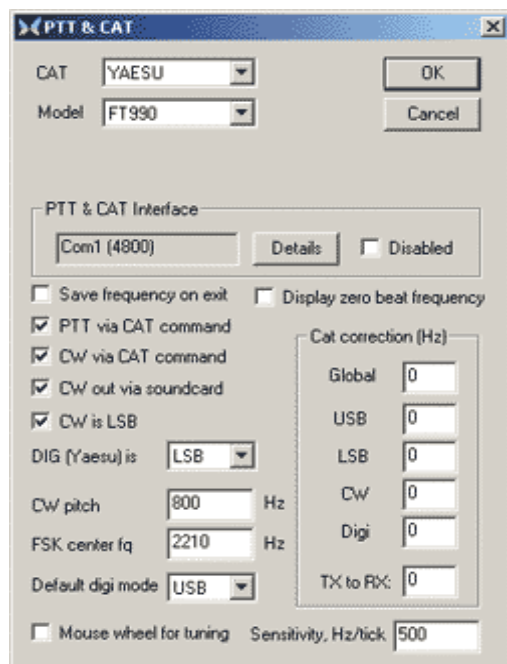 PTT & CAT
CAT YAESU OK
Model FT990 Cancel
PTT & CAT Interface
Com1 (4800) Details Disabled
Save frequency on exit Display zero beat frequency
PTT via CAT command
CW via CAT command
CW out via soundcard
CW is LSB
DIG (Yaesu) is LSB
CW pitch 800 Hz
FSK center fq 2210 Hz
Default digi mode USB
Cat correction (Hz)
Global 0
USB 0
LSB 0
CW 0
Digi 0
TX to RX: 0
Mouse wheel for tuning Sensitivity, Hz/tick 500